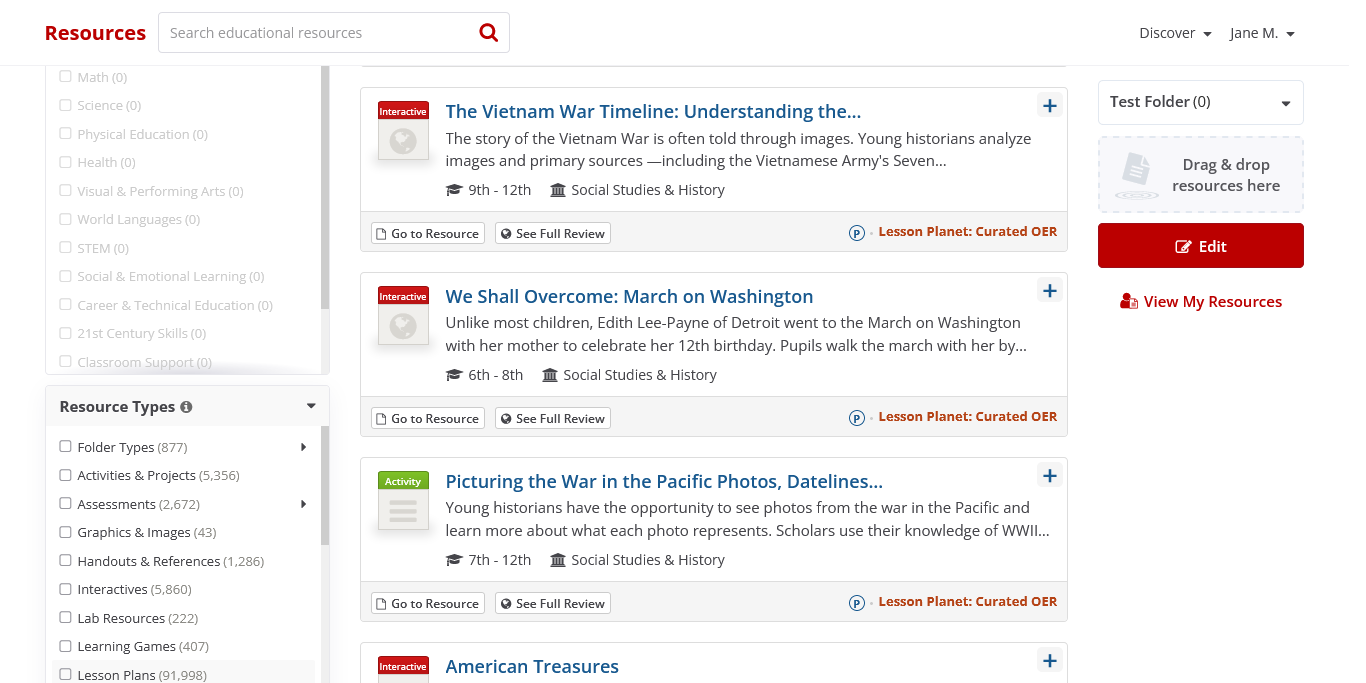 Resources
Search educational resources
Discover
Jane M.
Math (0)
Science (0)
Physical Education (0)
Health (0)
Visual & Performing Arts (0)
World Languages (0)
STEM (0)
Social & Emotional Learning (0)
Career & Technical Education (0)
21st Century Skills (0)
Classroom Support (0)
Resource Types
Folder Types (877)
Activities & Projects (5,356)
Assessments (2,672)
Graphics & Images (43)
Handouts & References (1,286)
Interactives (5,860)
Lab Resources (222)
Learning Games (407)
Lesson Plans (91,998)
Interactive
The Vietnam War Timeline: Understanding the...
The story of the Vietnam War is often told through images. Young historians analyze
images and primary sources —including the Vietnamese Army's Seven...
9th - 12th Social Studies & History
Go to Resource See Full Review P - Lesson Planet: Curated OER
Interactive
We Shall Overcome: March on Washington
Unlike most children, Edith Lee-Payne of Detroit went to the March on Washington
with her mother to celebrate her 12th birthday. Pupils walk the march with her by...
6th - 8th Social Studies & History
Go to Resource See Full Review P - Lesson Planet: Curated OER
Activity
Picturing the War in the Pacific Photos, Datelines...
Young historians have the opportunity to see photos from the war in the Pacific and
learn more about what each photo represents. Scholars use their knowledge of WWII...
7th - 12th Social Studies & History
Go to Resource See Full Review P - Lesson Planet: Curated OER
Interactive
American Treasures
Test Folder (0)
Drag & drop
resources here
Edit
View My Resources